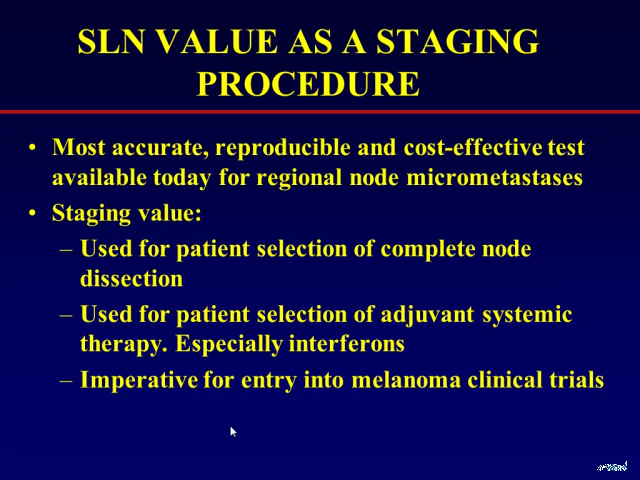 SLN VALUE AS A STAGING
PROCEDURE
• Most accurate, reproducible and cost-effective test
available today for regional node micrometastases
• Staging value:
– Used for patient selection of complete node
dissection
– Used for patient selection of adjuvant systemic
therapy. Especially interferons
– Imperative for entry into melanoma clinical trials